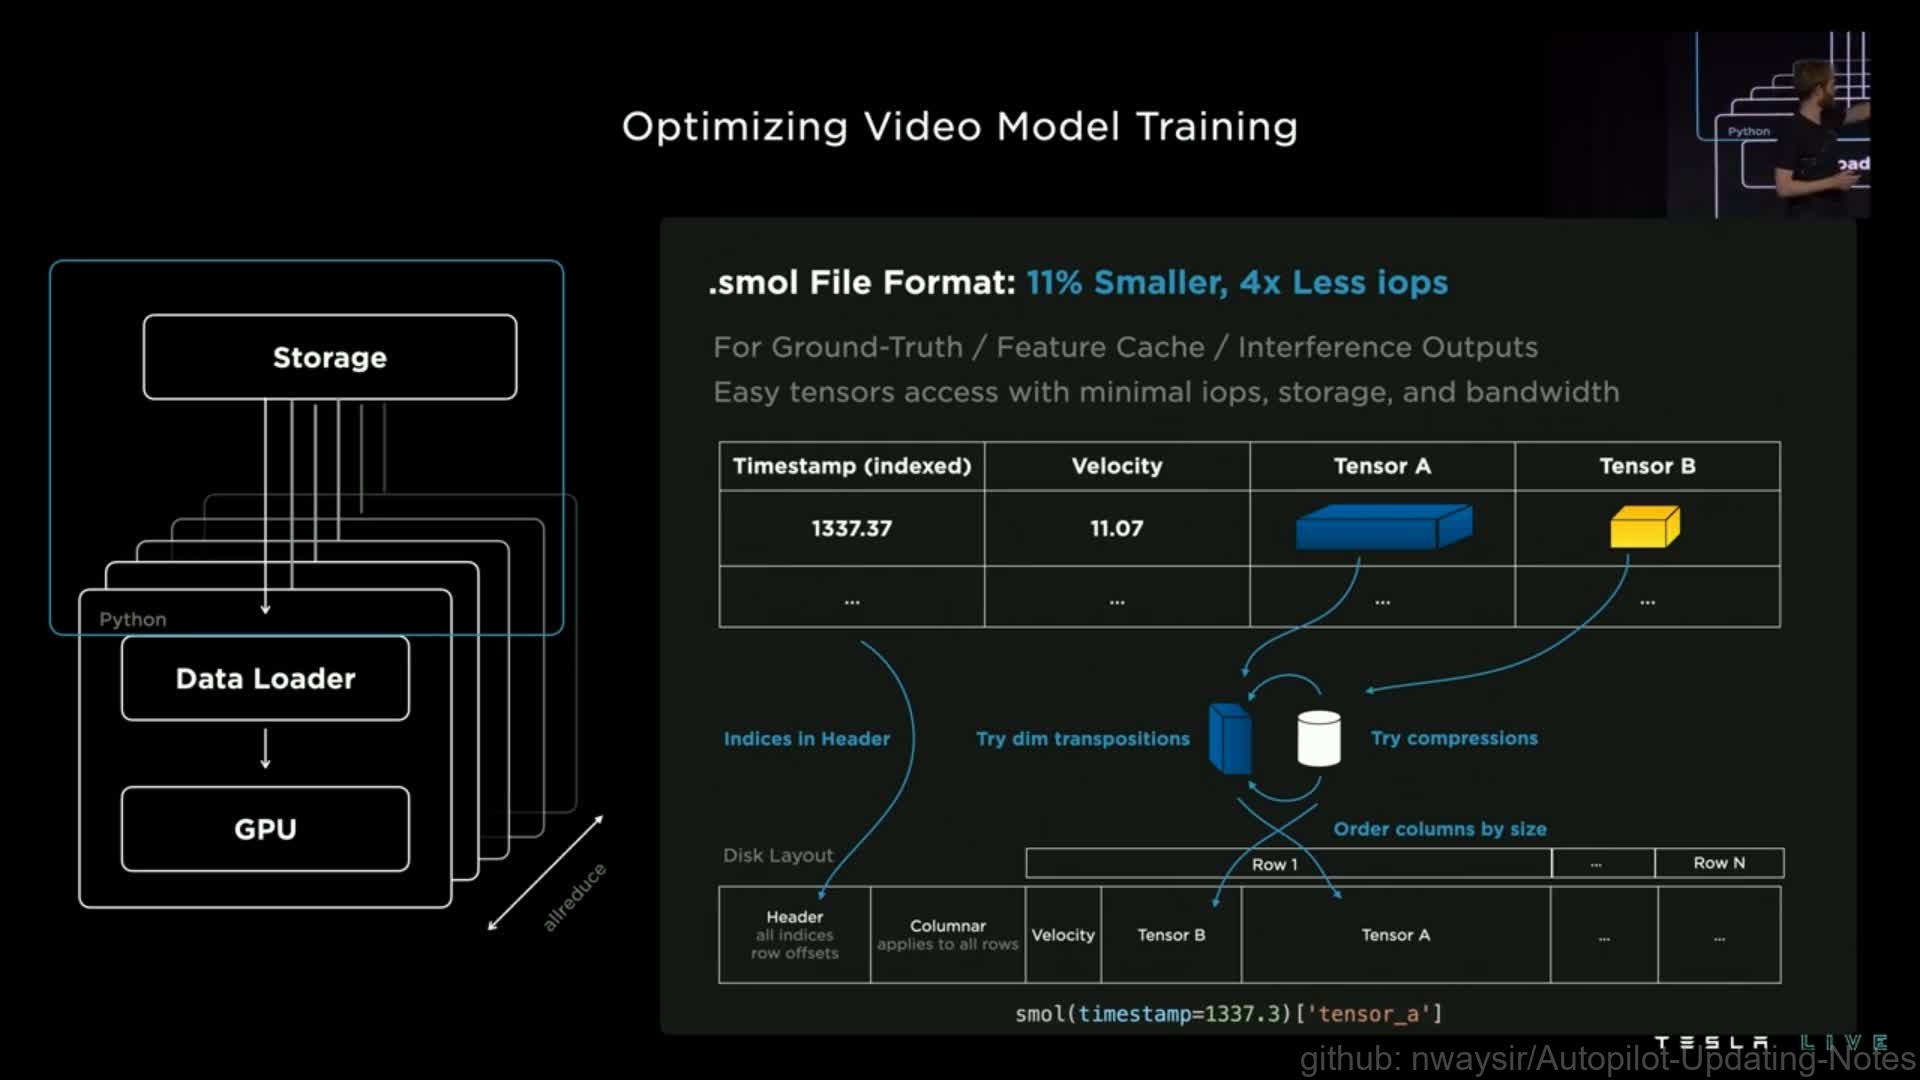 Optimizing Video Model Training
Python
oad
.smol File Format: 11% Smaller, 4x Less iops
For Ground-Truth / Feature Cache / Interference Outputs
Easy tensors access with minimal iops, storage, and bandwidth
Storage
Python
Data Loader
GPU
allreduce
Timestamp (indexed) Velocity Tensor A Tensor B
1337.37 11.07
... ... ... ...
Indices in Header Try dim transpositions Try compressions
Order columns by size
Disk Layout
Row 1 ... Row N
Header
all indices
row offsets
Columnar
applies to all rows
Velocity Tensor B Tensor A ... ...
smol(timestamp=1337.3)['tensor_a']
TESLA LIVE
github: nwaysir/Autopilot-Updating-Notes